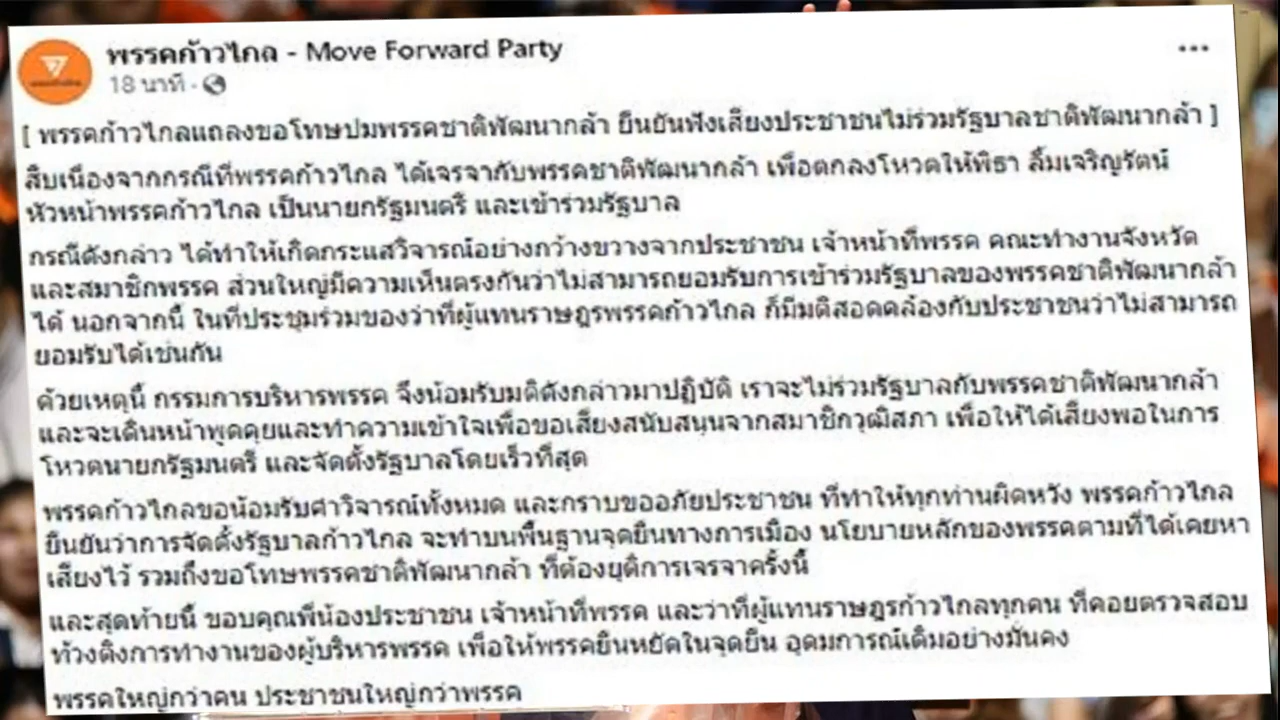 พรรคก้าวไกล - Move Forward Party
18 นาที ·
[ พรรคก้าวไกลแถลงขอโทษปมพรรคชาติพัฒนากล้า ยืนยันฟังเสียงประชาชนไม่ร่วมรัฐบาลชาติพัฒนากล้า ]
สืบเนื่องจากกรณีที่พรรคก้าวไกล ได้เจรจากับพรรคชาติพัฒนากล้า เพื่อตกลงโหวตให้พิธา ลิ้มเจริญรัตน์
หัวหน้าพรรคก้าวไกล เป็นนายกรัฐมนตรี และเข้าร่วมรัฐบาล
กรณีดังกล่าว ได้ทำให้เกิดกระแสวิจารณ์อย่างกว้างขวางจากประชาชน เจ้าหน้าที่พรรค คณะทำงานจังหวัด
และสมาชิกพรรค ส่วนใหญ่มีความเห็นตรงกันว่าไม่สามารถยอมรับการเข้าร่วมรัฐบาลของพรรคชาติพัฒนากล้า
ได้ นอกจากนี้ ในที่ประชุมร่วมของว่าที่ผู้แทนราษฎรพรรคก้าวไกล ก็มีมติสอดคล้องกับประชาชนว่าไม่สามารถ
ยอมรับได้เช่นกัน
ด้วยเหตุนี้ กรรมการบริหารพรรค จึงน้อมรับมติดังกล่าวมาปฏิบัติ เราจะไม่ร่วมรัฐบาลกับพรรคชาติพัฒนากล้า
และจะเดินหน้าพูดคุยและทำความเข้าใจเพื่อขอเสียงสนับสนุนจากสมาชิกวุฒิสภา เพื่อให้ได้เสียงพอในการ
โหวตนายกรัฐมนตรี และจัดตั้งรัฐบาลโดยเร็วที่สุด
พรรคก้าวไกลขอน้อมรับคำวิจารณ์ทั้งหมด และกราบขออภัยประชาชน ที่ทำให้ทุกท่านผิดหวัง พรรคก้าวไกล
ยืนยันว่าการจัดตั้งรัฐบาลก้าวไกล จะทำบนพื้นฐานจุดยืนทางการเมือง นโยบายหลักของพรรคตามที่ได้เคยหา
เสียงไว้ รวมถึงขอโทษพรรคชาติพัฒนากล้า ที่ต้องยุติการเจรจาครั้งนี้
และสุดท้ายนี้ ขอบคุณพี่น้องประชาชน เจ้าหน้าที่พรรค และว่าที่ผู้แทนราษฎรก้าวไกลทุกคน ที่คอยตรวจสอบ
ท้วงติงการทำงานของผู้บริหารพรรค เพื่อให้พรรคยืนหยัดในจุดยืน อุดมการณ์เดิมอย่างมั่นคง
พรรคใหญ่กว่าคน ประชาชนใหญ่กว่าพรรค